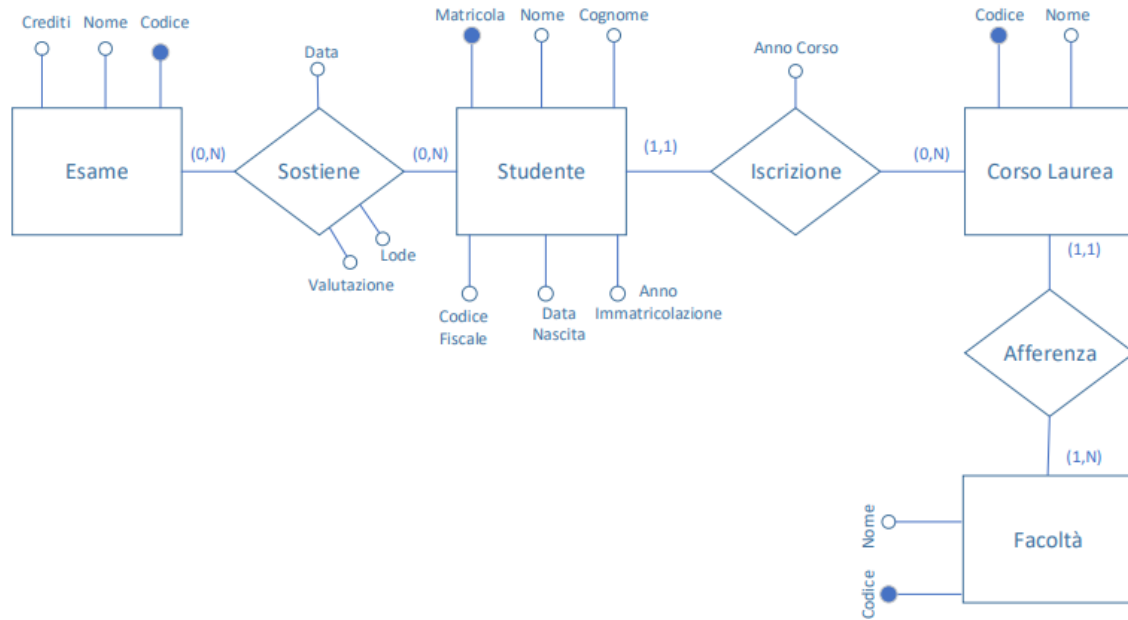 Crediti
Nome
Codice
Data
Matricola
Nome
Cognome
Anno Corso
Codice
Nome
Esame
(0,N)
Sostiene
(0,N)
Studente
(1,1)
Iscrizione
(0,N)
Corso Laurea
Lode
Valutazione
Codice
Fiscale
Data
Nascita
Anno
Immatricolazione
(1,1)
Afferenza
(1,N)
Nome
Facoltà
Codice